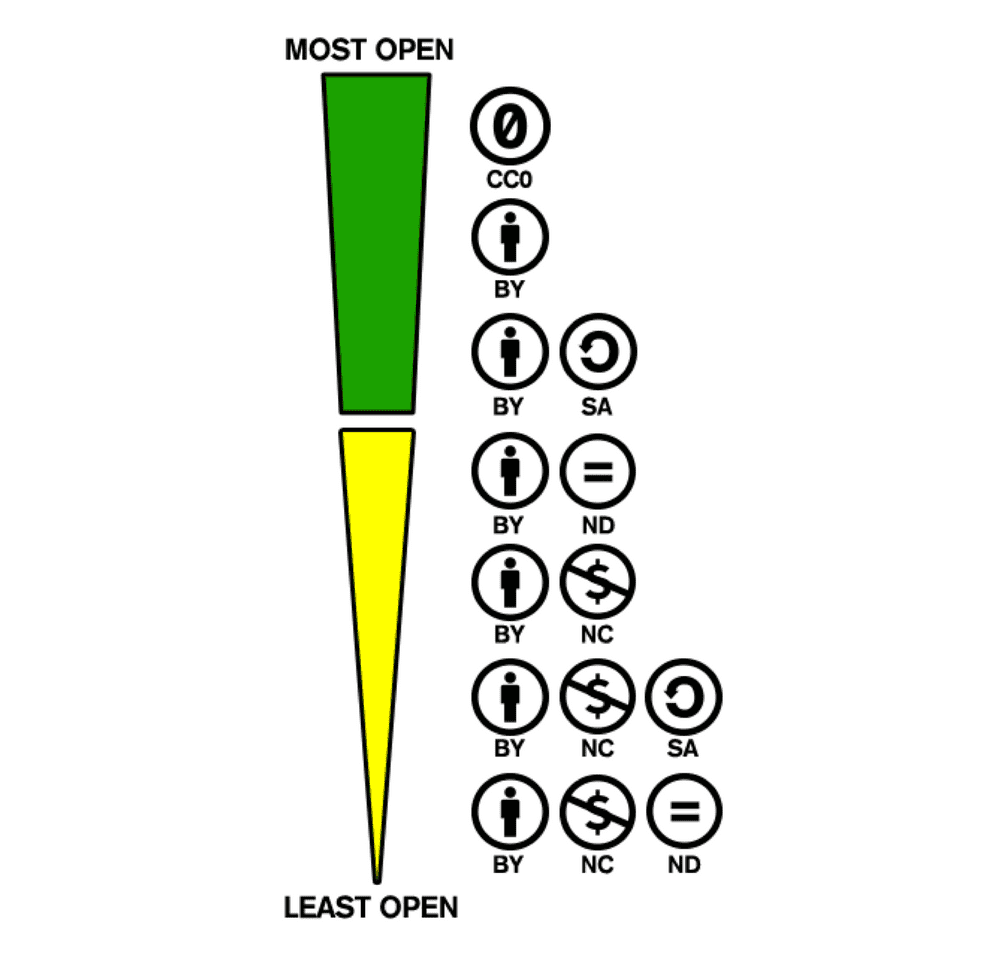 MOST OPEN
0
CC0
BY
BY SA
= 
BY ND
$
BY NC
$
BY NC SA
$ =
BY NC ND
LEAST OPEN